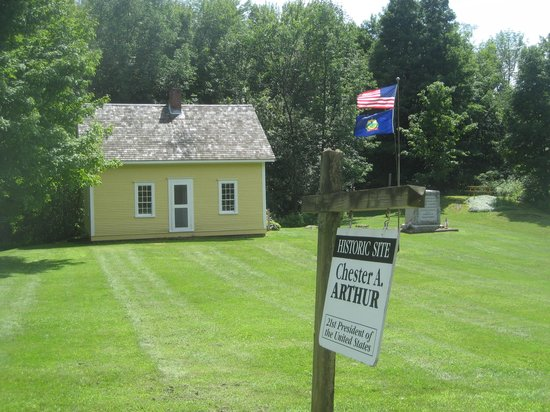 HISTORIC SITE
Chester A.
ARTHUR
21st President of
the United States